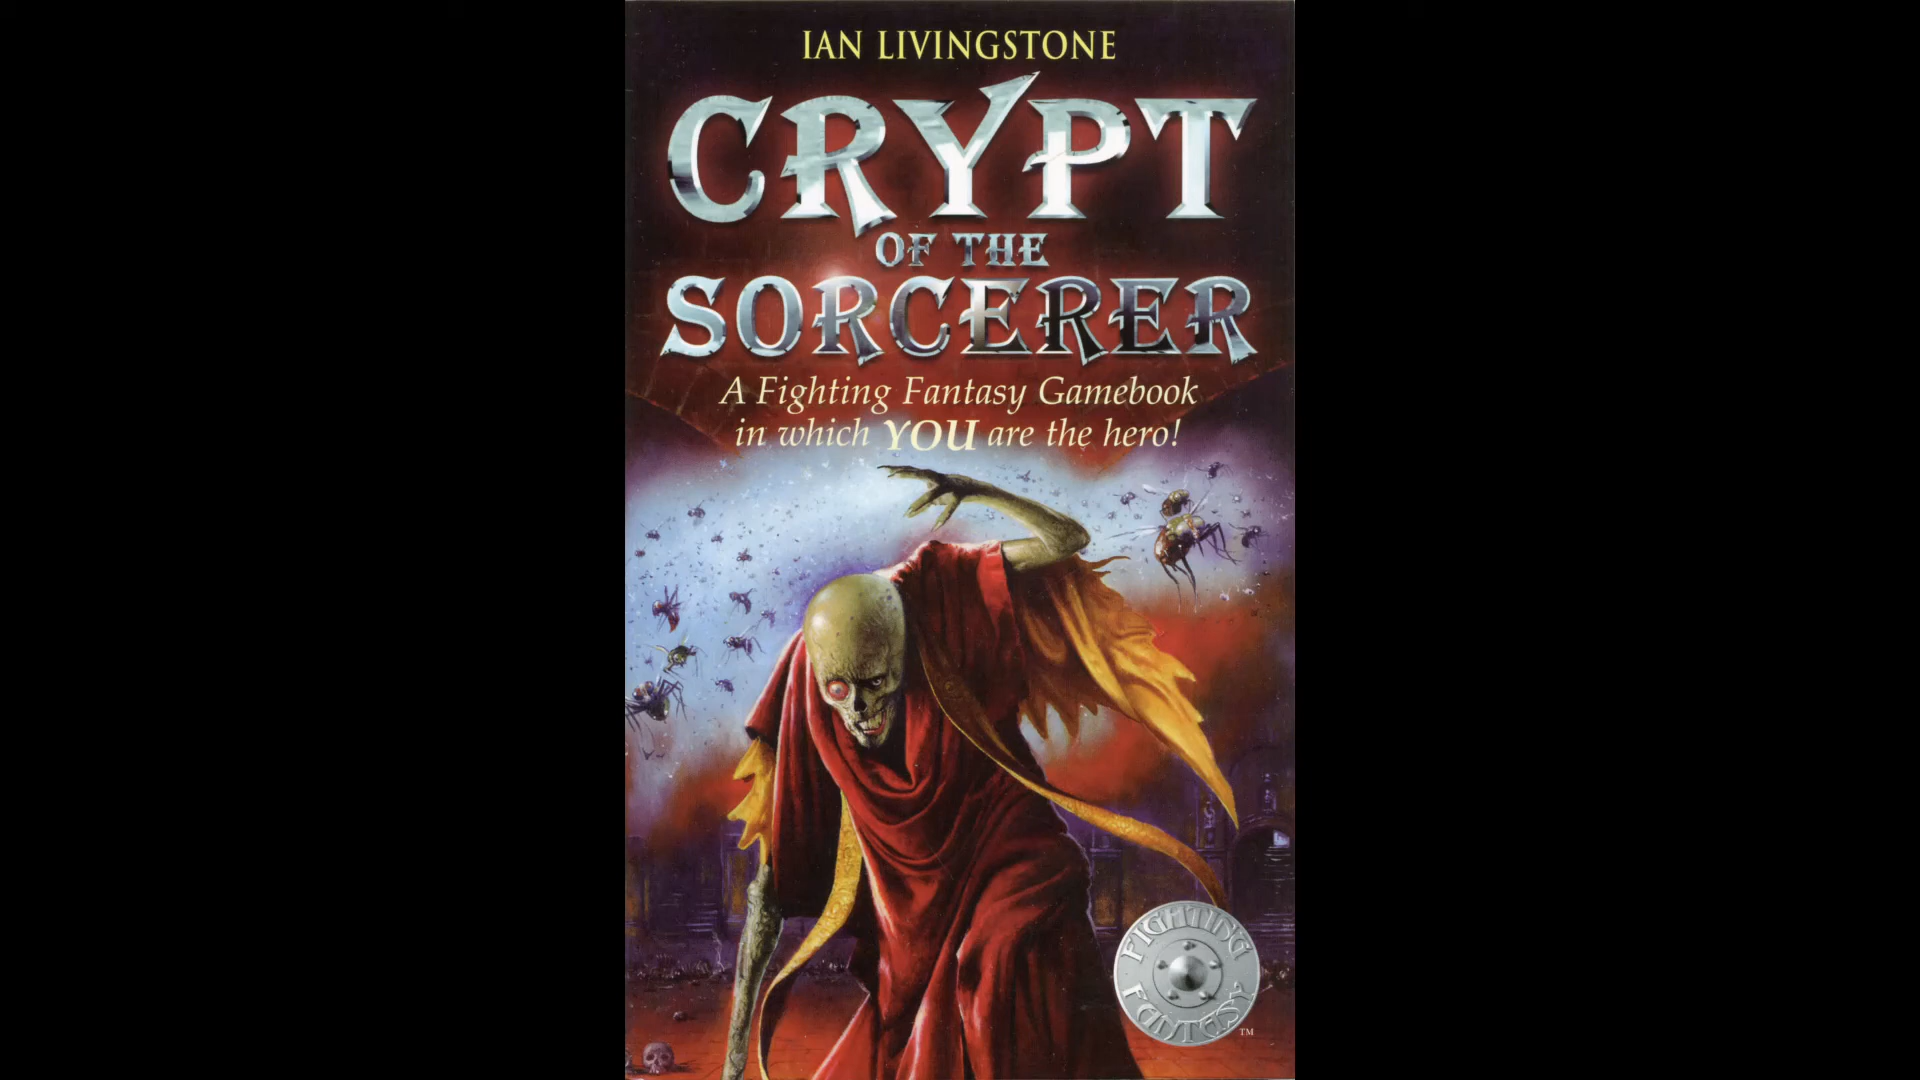 IAN LIVINGSTONE
CRYPT
OF THE
SORCERER
A Fighting Fantasy Gamebook
in which YOU are the hero!
FIGHTING
FANTASY
TM